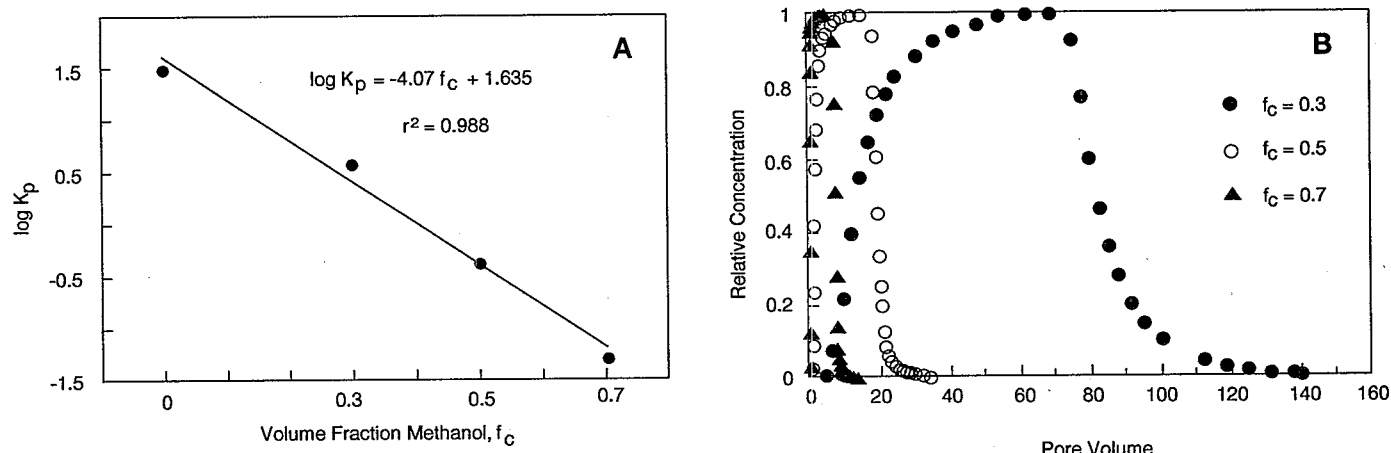 A
log Kp = -4.07 fc + 1.635
r² = 0.988
log Kp
1.5
0.5
-0.5
-1.5
0 0.3 0.5 0.7
Volume Fraction Methanol, fc
B
Relative Concentration
1
0.8
0.6
0.4
0.2
0
fc = 0.3
fc = 0.5
fc = 0.7
0 20 40 60 80 100 120 140 160
Pore Volume